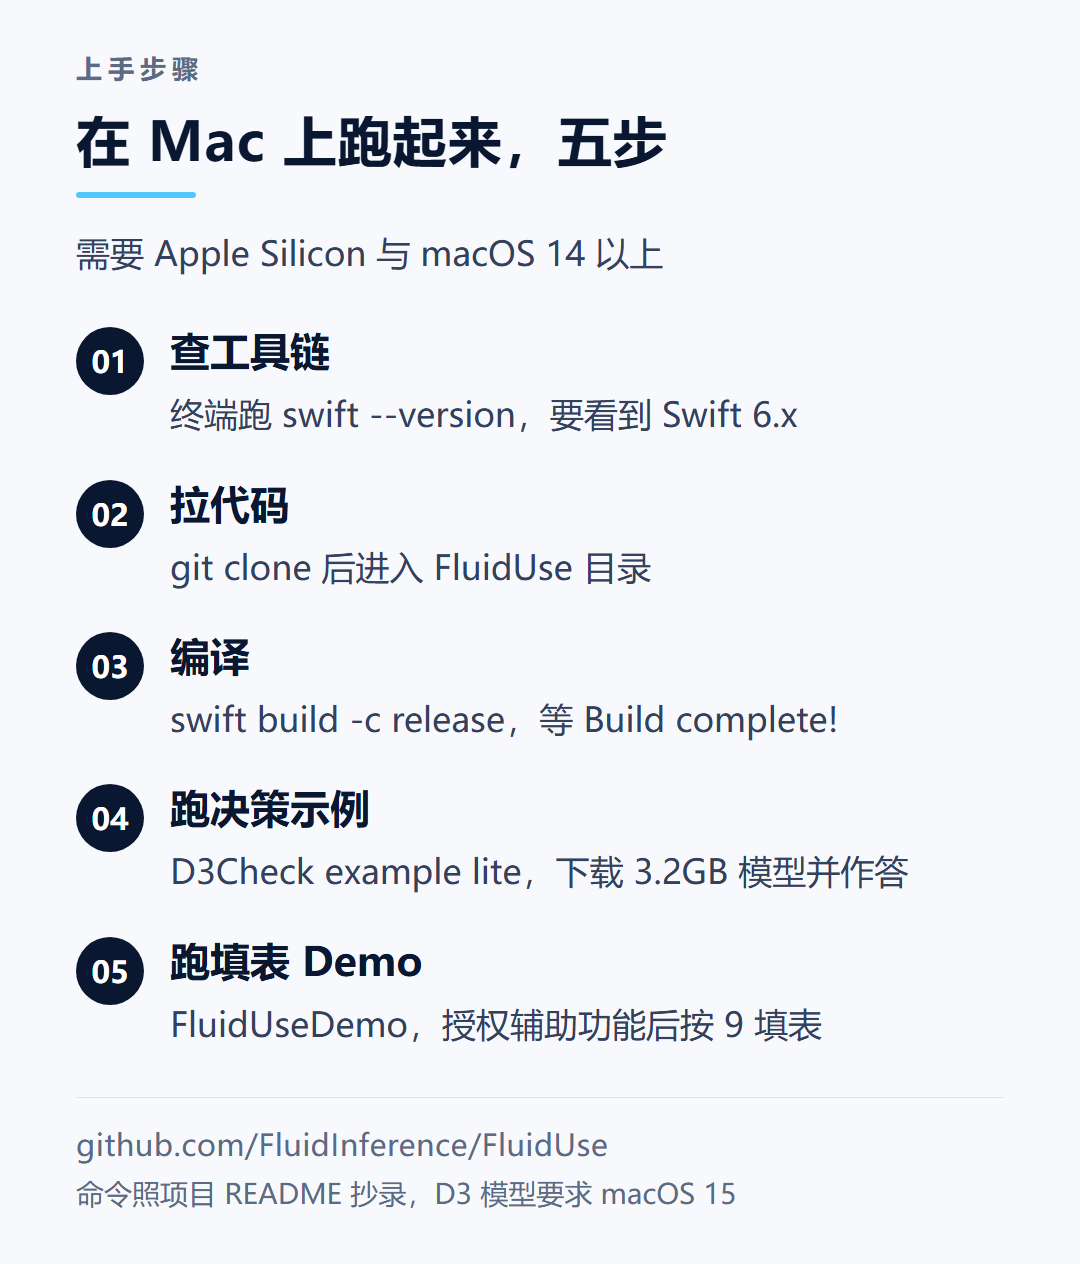 上手步骤
在 Mac 上跑起来，五步
需要 Apple Silicon 与 macOS 14 以上
01
查工具链
终端跑 swift --version，要看到 Swift 6.x
02
拉代码
git clone 后进入 FluidUse 目录
03
编译
swift build -c release，等 Build complete!
04
跑决策示例
D3Check example lite，下载 3.2GB 模型并作答
05
跑填表 Demo
FluidUseDemo，授权辅助功能后按 9 填表
github.com/FluidInference/FluidUse
命令照项目 README 抄录，D3 模型要求 macOS 15